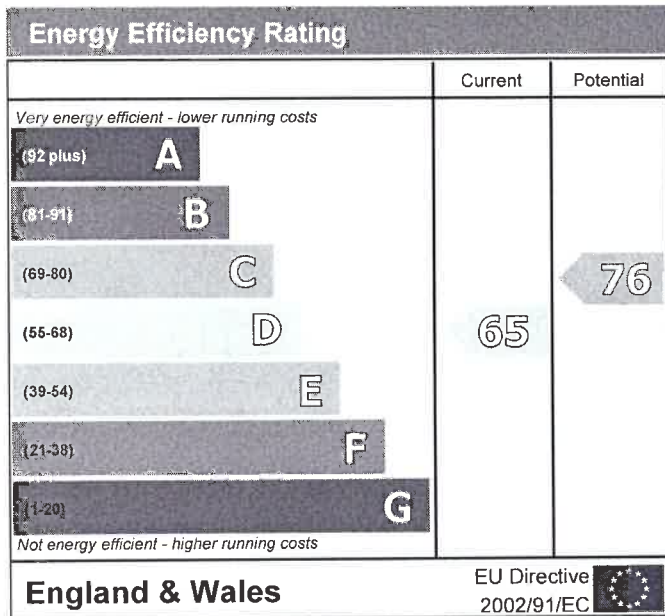 Energy Efficiency Rating
Current Potential
Very energy efficient - lower running costs
(92 plus) A
(81-91) B
(69-80) C
76
(55-68) D
65
(39-54) E
(21-38) F
(1-20) G
Not energy efficient - higher running costs
England & Wales
EU Directive
2002/91/EC